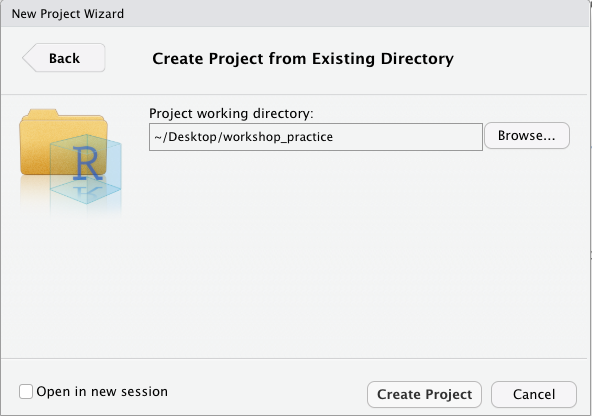 New Project Wizard
Back
Create Project from Existing Directory
Project working directory:
~/Desktop/workshop_practice
Browse...
R
Open in new session
Create Project
Cancel